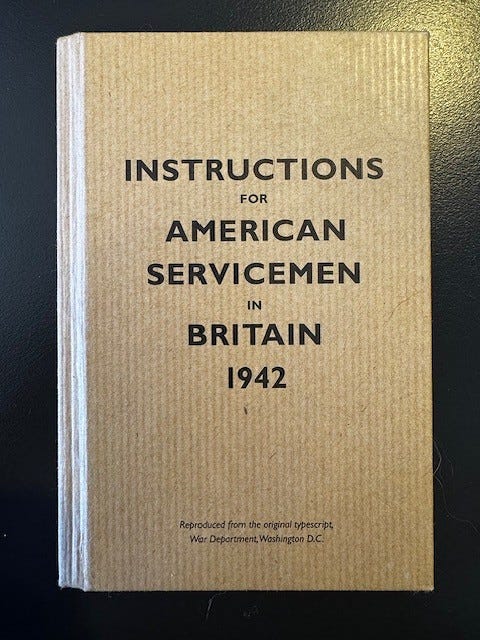 INSTRUCTIONS
FOR
AMERICAN
SERVICEMEN
IN
BRITAIN
1942
Reproduced from the original typescript,
War Department, Washington D.C.